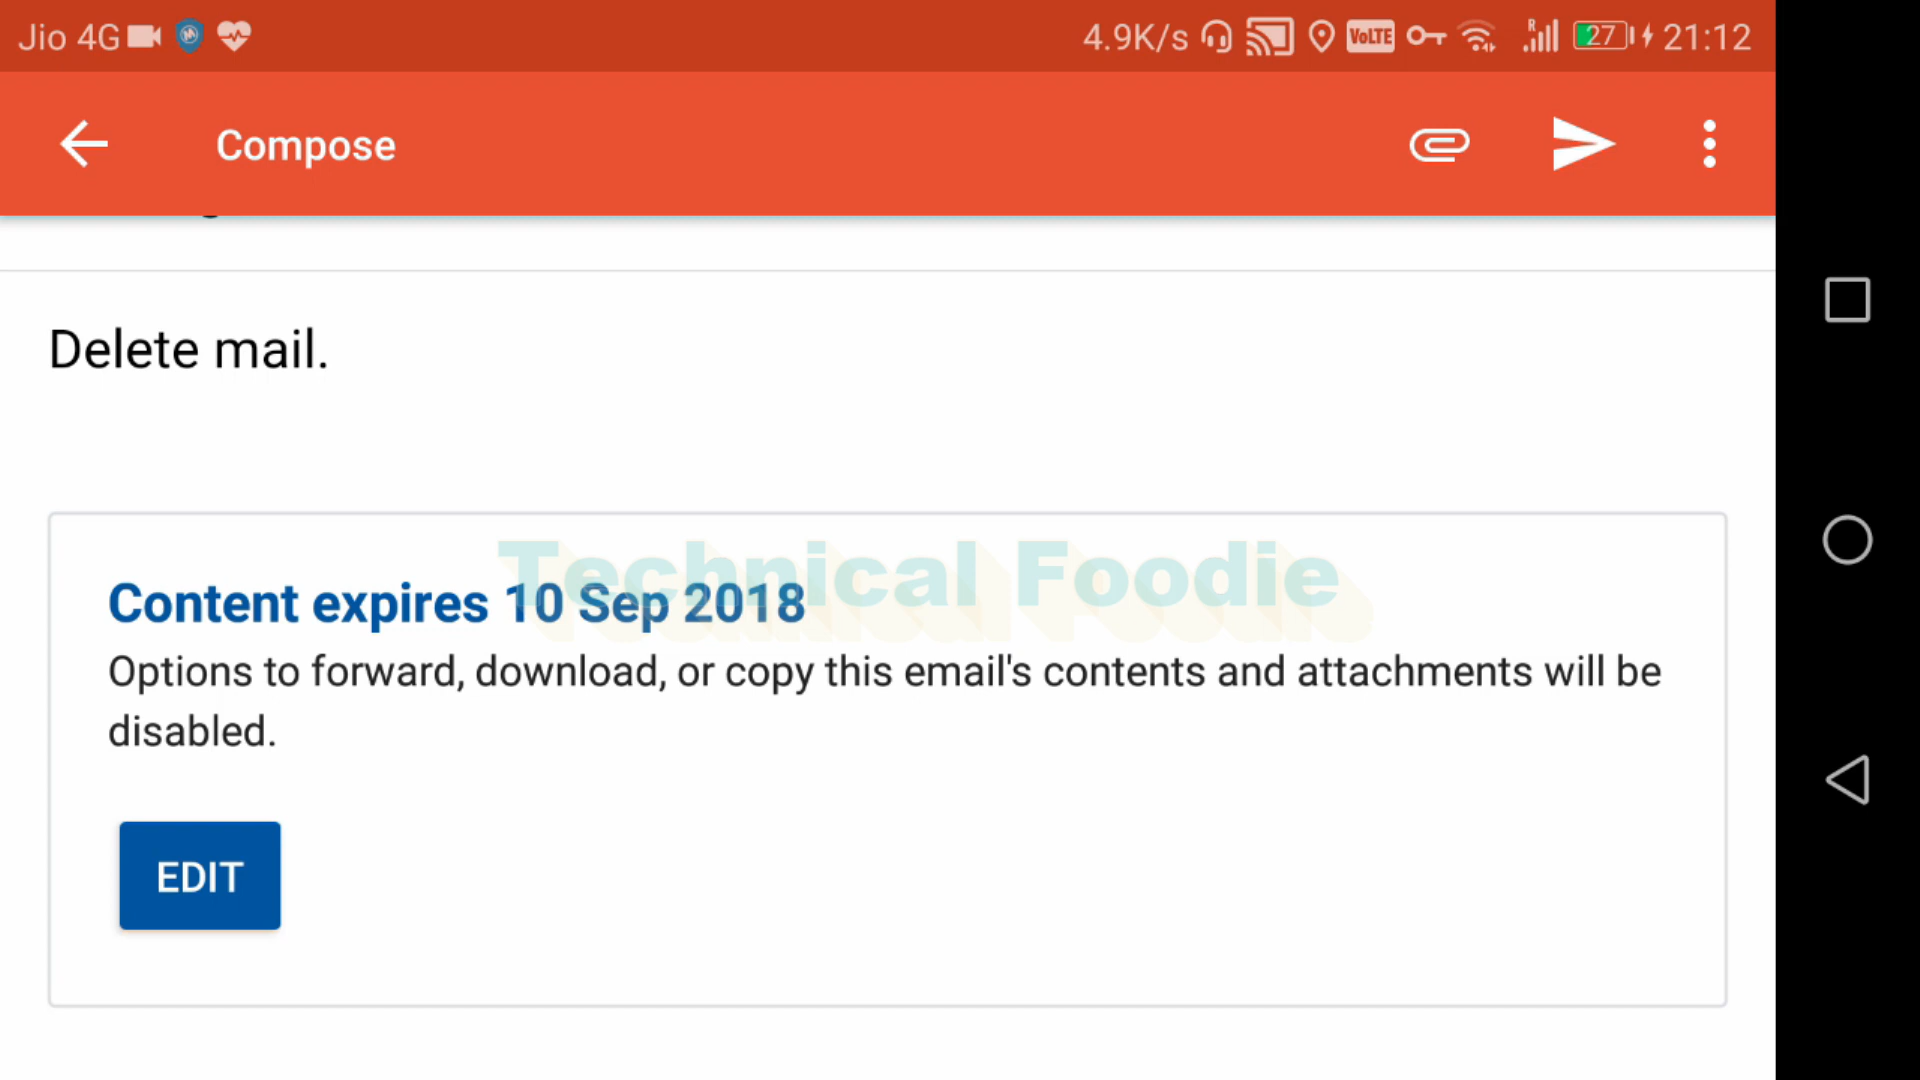 Jio 4G 4.9K/s VoLTE R 27 21:12
Compose
Delete mail.
Technical Foodie
Content expires 10 Sep 2018
Options to forward, download, or copy this email's contents and attachments will be
disabled.
EDIT